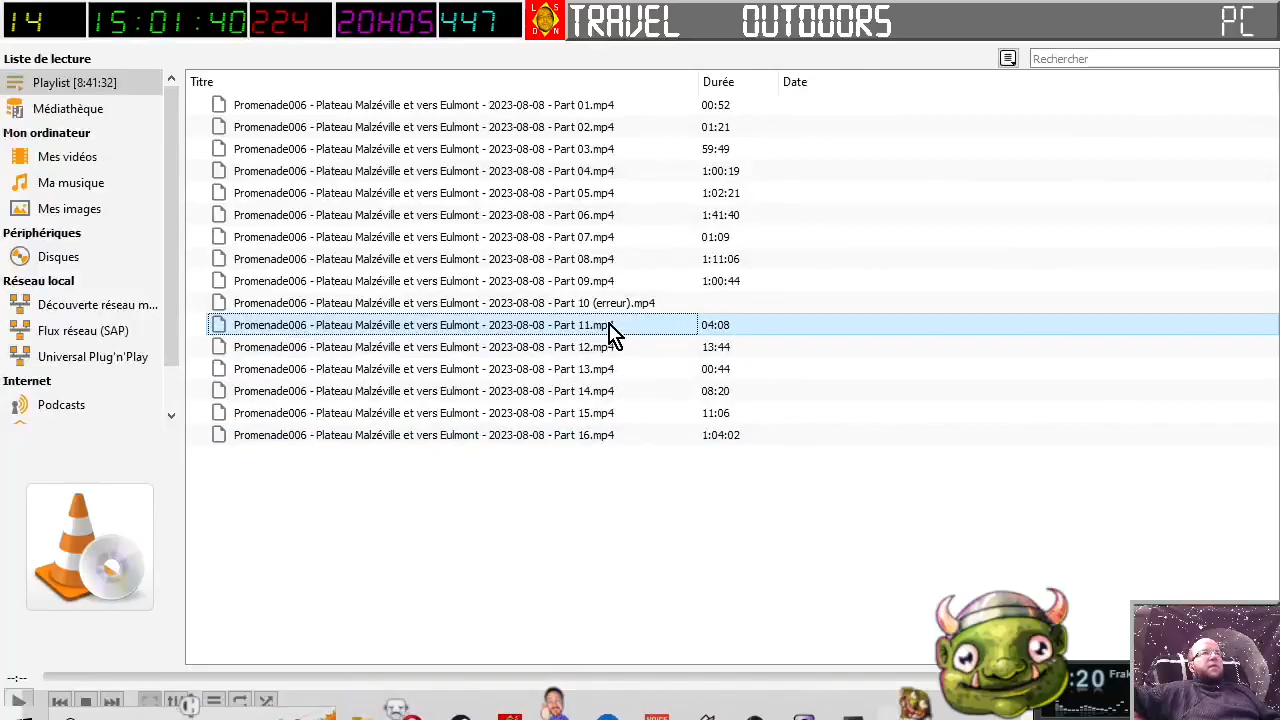 14 15:01:40 224 20H05 447 LS DN TRAVEL OUTDOORS PC
Liste de lecture
Rechercher
Playlist [8:41:32]
Médiathèque
Mon ordinateur
Mes vidéos
Ma musique
Mes images
Périphériques
Disques
Réseau local
Découverte réseau m...
Flux réseau (SAP)
Universal Plug'n'Play
Internet
Podcasts
Titre Durée Date
Promenade006 - Plateau Malzéville et vers Eulmont - 2023-08-08 - Part 01.mp4 00:52
Promenade006 - Plateau Malzéville et vers Eulmont - 2023-08-08 - Part 02.mp4 01:21
Promenade006 - Plateau Malzéville et vers Eulmont - 2023-08-08 - Part 03.mp4 59:49
Promenade006 - Plateau Malzéville et vers Eulmont - 2023-08-08 - Part 04.mp4 1:00:19
Promenade006 - Plateau Malzéville et vers Eulmont - 2023-08-08 - Part 05.mp4 1:02:21
Promenade006 - Plateau Malzéville et vers Eulmont - 2023-08-08 - Part 06.mp4 1:41:40
Promenade006 - Plateau Malzéville et vers Eulmont - 2023-08-08 - Part 07.mp4 01:09
Promenade006 - Plateau Malzéville et vers Eulmont - 2023-08-08 - Part 08.mp4 1:11:06
Promenade006 - Plateau Malzéville et vers Eulmont - 2023-08-08 - Part 09.mp4 1:00:44
Promenade006 - Plateau Malzéville et vers Eulmont - 2023-08-08 - Part 10 (erreur).mp4
Promenade006 - Plateau Malzéville et vers Eulmont - 2023-08-08 - Part 11.mp4 04:08
Promenade006 - Plateau Malzéville et vers Eulmont - 2023-08-08 - Part 12.mp4 13:44
Promenade006 - Plateau Malzéville et vers Eulmont - 2023-08-08 - Part 13.mp4 00:44
Promenade006 - Plateau Malzéville et vers Eulmont - 2023-08-08 - Part 14.mp4 08:20
Promenade006 - Plateau Malzéville et vers Eulmont - 2023-08-08 - Part 15.mp4 11:06
Promenade006 - Plateau Malzéville et vers Eulmont - 2023-08-08 - Part 16.mp4 1:04:02
--:--
:20 Frak
VOICE